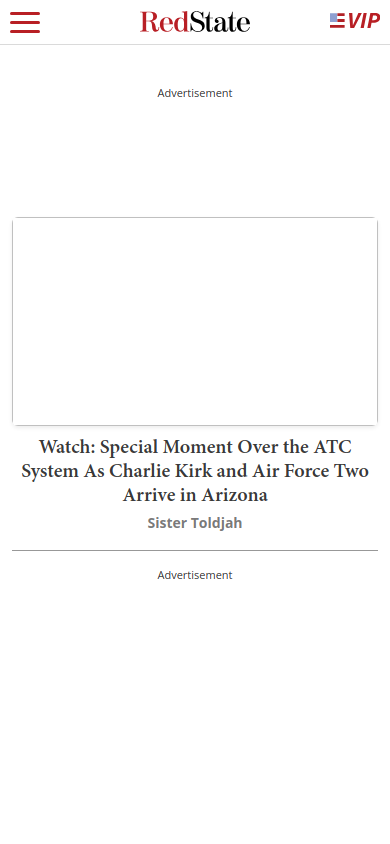 RedState
VIP
Advertisement
Watch: Special Moment Over the ATC
System As Charlie Kirk and Air Force Two
Arrive in Arizona
Sister Toldjah
Advertisement